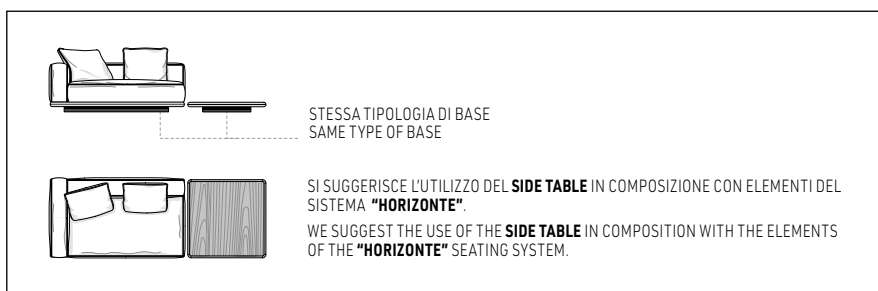 STESSA TIPOLOGIA DI BASE
SAME TYPE OF BASE
SI SUGGERISCE L'UTILIZZO DEL SIDE TABLE IN COMPOSIZIONE CON ELEMENTI DEL
SISTEMA "HORIZONTE".
WE SUGGEST THE USE OF THE SIDE TABLE IN COMPOSITION WITH THE ELEMENTS
OF THE "HORIZONTE" SEATING SYSTEM.